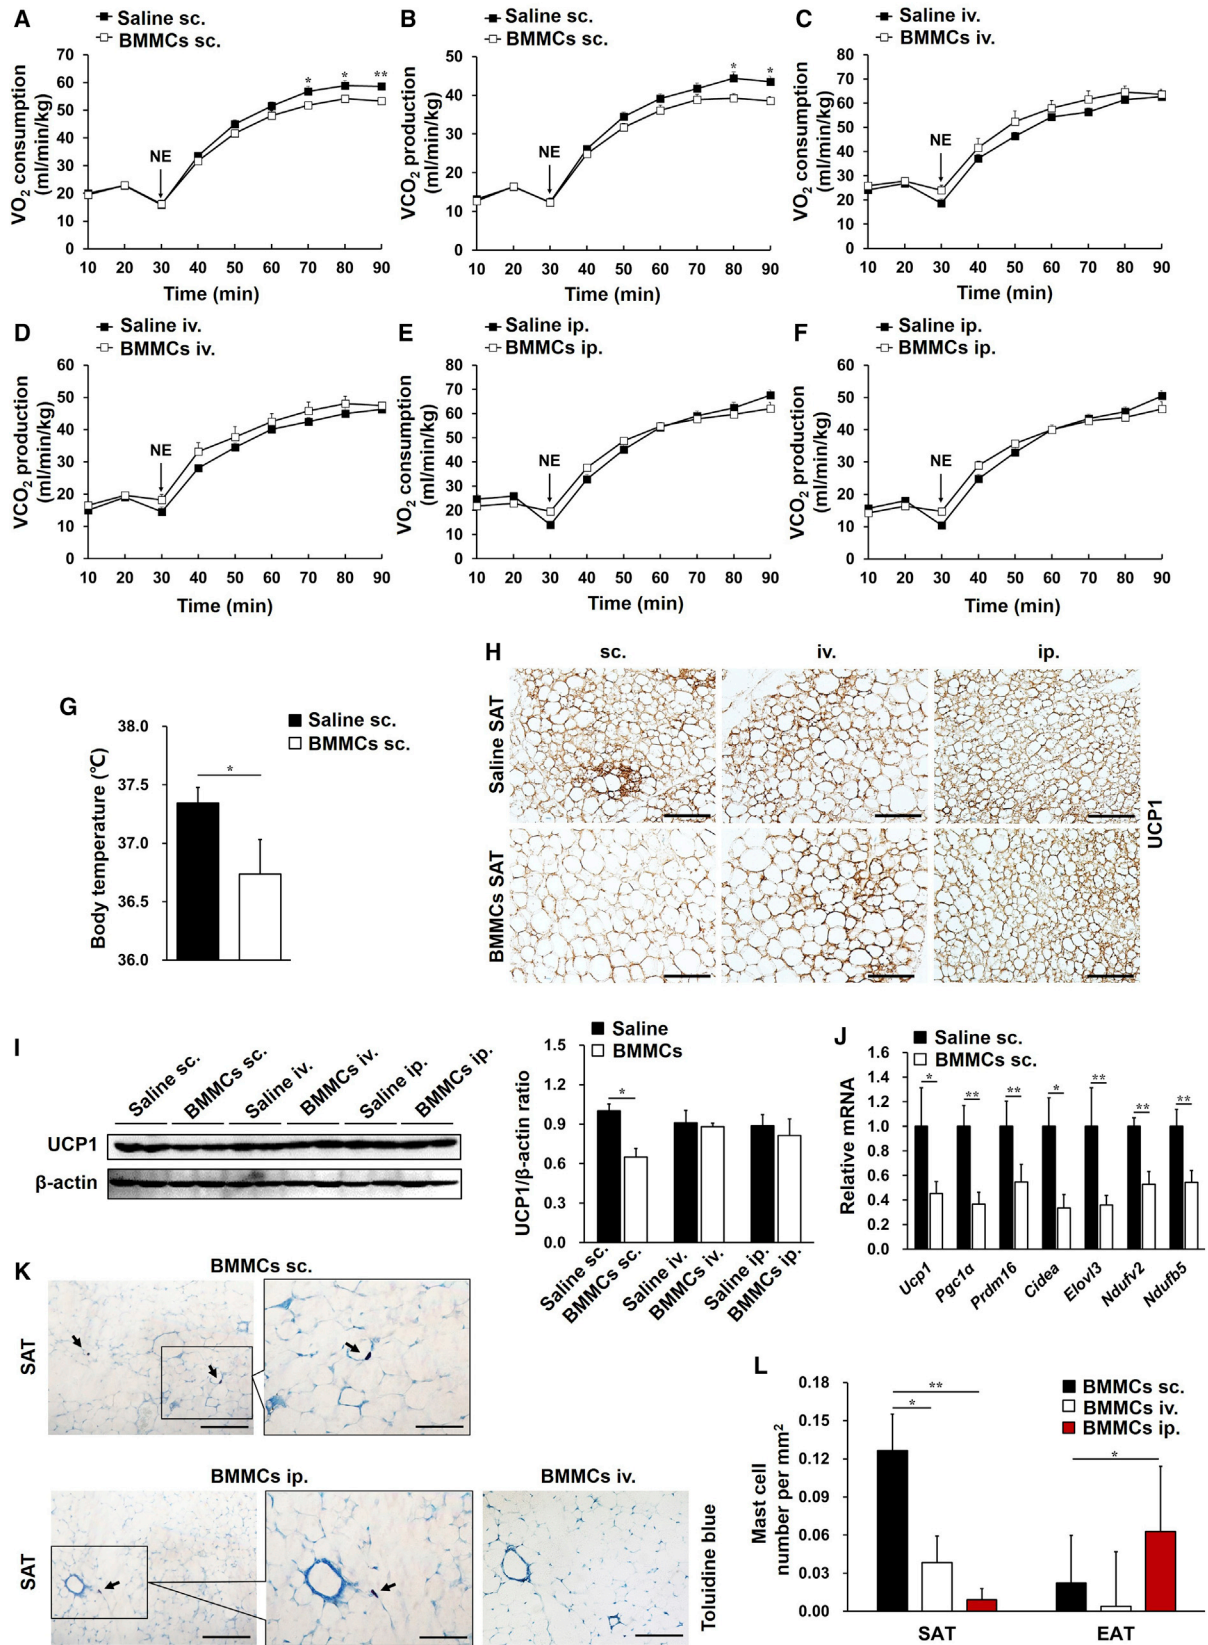 A
Saline sc.
BMMCs sc.
VO2 consumption
(ml/min/kg)
70
60
50
40
30
20
10
0
NE
* * **
10 20 30 40 50 60 70 80 90
Time (min)
B
Saline sc.
BMMCs sc.
VCO2 production
(ml/min/kg)
50
40
30
20
10
0
NE
* *
10 20 30 40 50 60 70 80 90
Time (min)
C
Saline iv.
BMMCs iv.
VO2 consumption
(ml/min/kg)
80
70
60
50
40
30
20
10
0
NE
10 20 30 40 50 60 70 80 90
Time (min)
D
Saline iv.
BMMCs iv.
VCO2 production
(ml/min/kg)
60
50
40
30
20
10
0
NE
10 20 30 40 50 60 70 80 90
Time (min)
E
Saline ip.
BMMCs ip.
VO2 consumption
(ml/min/kg)
80
70
60
50
40
30
20
10
0
NE
10 20 30 40 50 60 70 80 90
Time (min)
F
Saline ip.
BMMCs ip.
VCO2 production
(ml/min/kg)
60
50
40
30
20
10
0
NE
10 20 30 40 50 60 70 80 90
Time (min)
G
Saline sc.
BMMCs sc.
Body temperature (°C)
38.0
37.5
37.0
36.5
36.0
*
H
sc. iv. ip.
Saline SAT
BMMCs SAT
UCP1
I
Saline sc.
BMMCs sc.
Saline iv.
BMMCs iv.
Saline ip.
BMMCs ip.
UCP1
β-actin
Saline
BMMCs
UCP1/β-actin ratio
1.5
1.2
0.9
0.6
0.3
0.0
*
Saline sc.
BMMCs sc.
Saline iv.
BMMCs iv.
Saline ip.
BMMCs ip.
J
Saline sc.
BMMCs sc.
Relative mRNA
1.6
1.4
1.2
1.0
0.8
0.6
0.4
0.2
0.0
* ** ** * ** ** **
Ucp1
Pgc1α
Prdm16
Cidea
Elovl3
Ndufv2
Ndufb5
K
BMMCs sc.
SAT
BMMCs ip.
BMMCs iv.
SAT
Toluidine blue
L
BMMCs sc.
BMMCs iv.
BMMCs ip.
Mast cell
number per mm2
0.18
0.15
0.12
0.09
0.06
0.03
0.00
**
*
*
SAT EAT